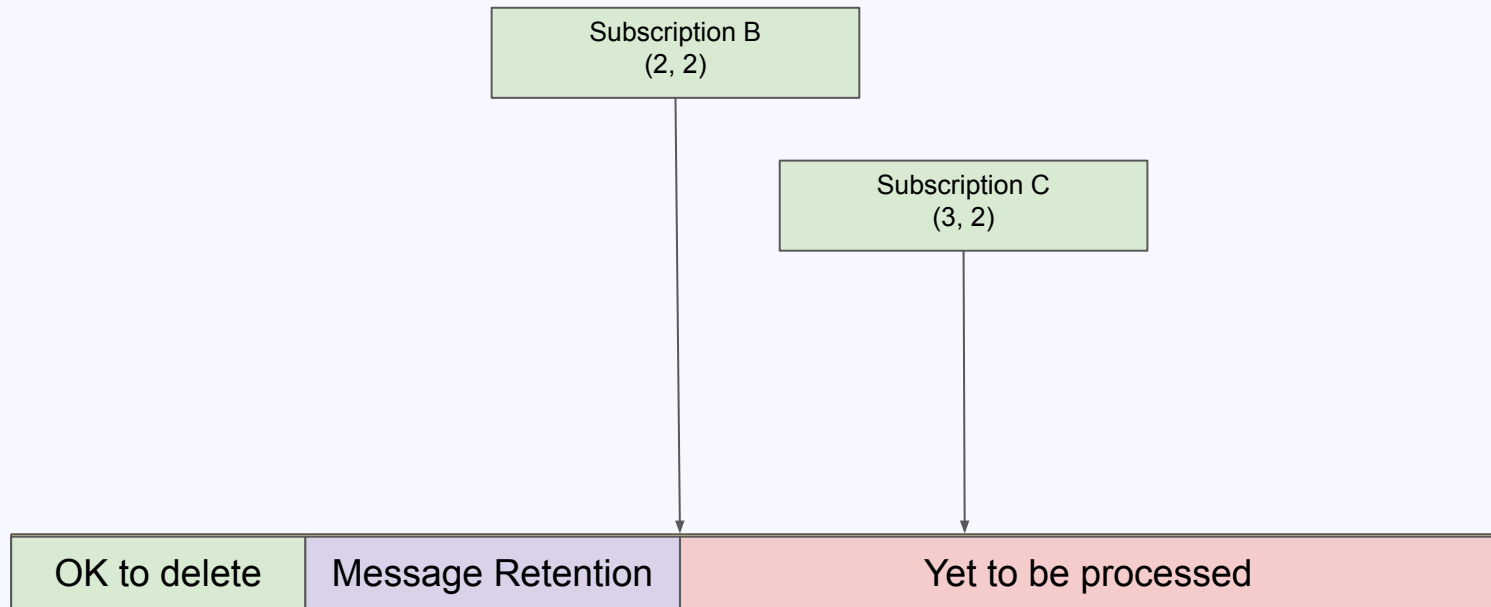 Subscription B
(2, 2)
Subscription C
(3, 2)
OK to delete
Message Retention
Yet to be processed